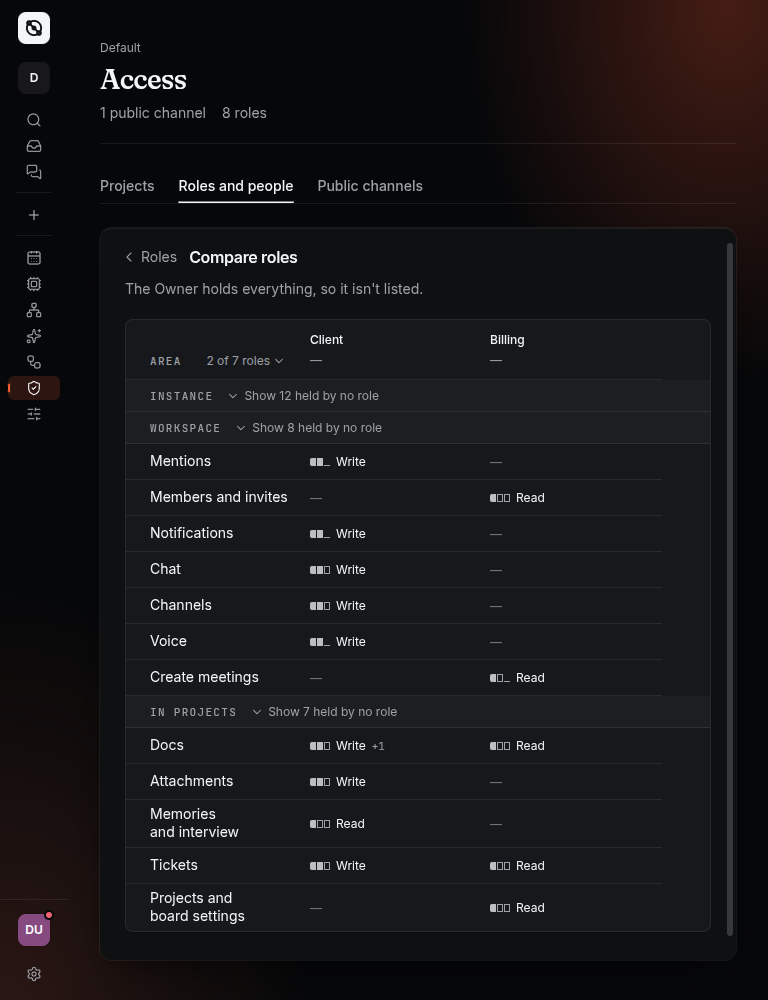 Default
D
Access
1 public channel 8 roles
Projects Roles and people Public channels
Roles Compare roles
The Owner holds everything, so it isn't listed.
Client Billing
AREA 2 of 7 roles — —
INSTANCE Show 12 held by no role
WORKSPACE Show 8 held by no role
Mentions Write —
Members and invites — Read
Notifications Write —
Chat Write —
Channels Write —
Voice Write —
Create meetings — Read
IN PROJECTS Show 7 held by no role
Docs Write +1 Read
Attachments Write —
Memories
and interview Read —
Tickets Write Read
Projects and
board settings — Read
DU